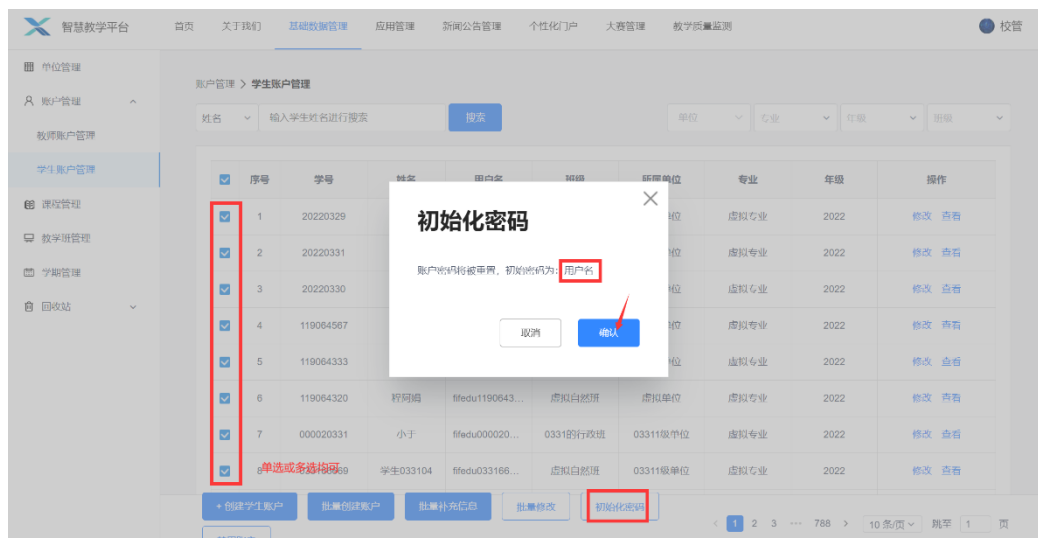 智慧教学平台 首页 关于我们 基础数据管理 应用管理 新闻公告管理 个性化门户 大赛管理 教学质量监测 校管
单位管理
账户管理
教师账户管理
学生账户管理
课程管理
教学班管理
学期管理
回收站
账户管理 > 学生账户管理
姓名 输入学生姓名进行搜索 搜索 单位 专业 年级 班级
序号 学号 姓名 用户名 班级 所属单位 专业 年级 操作
1 20220329 虚拟专业 2022 修改 查看
2 20220331 虚拟专业 2022 修改 查看
3 20220330 虚拟专业 2022 修改 查看
4 119064567 虚拟专业 2022 修改 查看
5 119064333 虚拟专业 2022 修改 查看
6 119064320 fifedu1190643... 虚拟自然班 虚拟单位 虚拟专业 2022 修改 查看
7 000020331 小于 fifedu000020... 0331的行政班 03311级单位 虚拟专业 2022 修改 查看
8 学生033104 fifedu033166... 虚拟自然班 03311级单位 虚拟专业 2022 修改 查看
单选或多选均可
初始化密码
账户密码将被重置，初始密码为: 用户名
取消 确认
+ 创建学生账户 批量创建账户 批量补充信息 批量修改 初始化密码
< 1 2 3 ··· 788 > 10 条/页 跳至 1 页